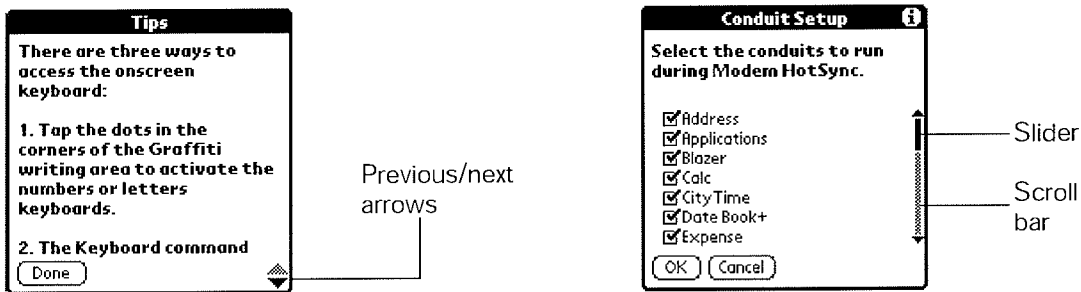 Tips
There are three ways to
access the onscreen
keyboard:
1. Tap the dots in the
corners of the Graffiti
writing area to activate the
numbers or letters
keyboards.
2. The Keyboard command
Done
Previous/next
arrows
Conduit Setup
i
Select the conduits to run
during Modem HotSync.
Address
Applications
Blazer
Calc
CityTime
Date Book+
Expense
OK Cancel
Slider
Scroll
bar